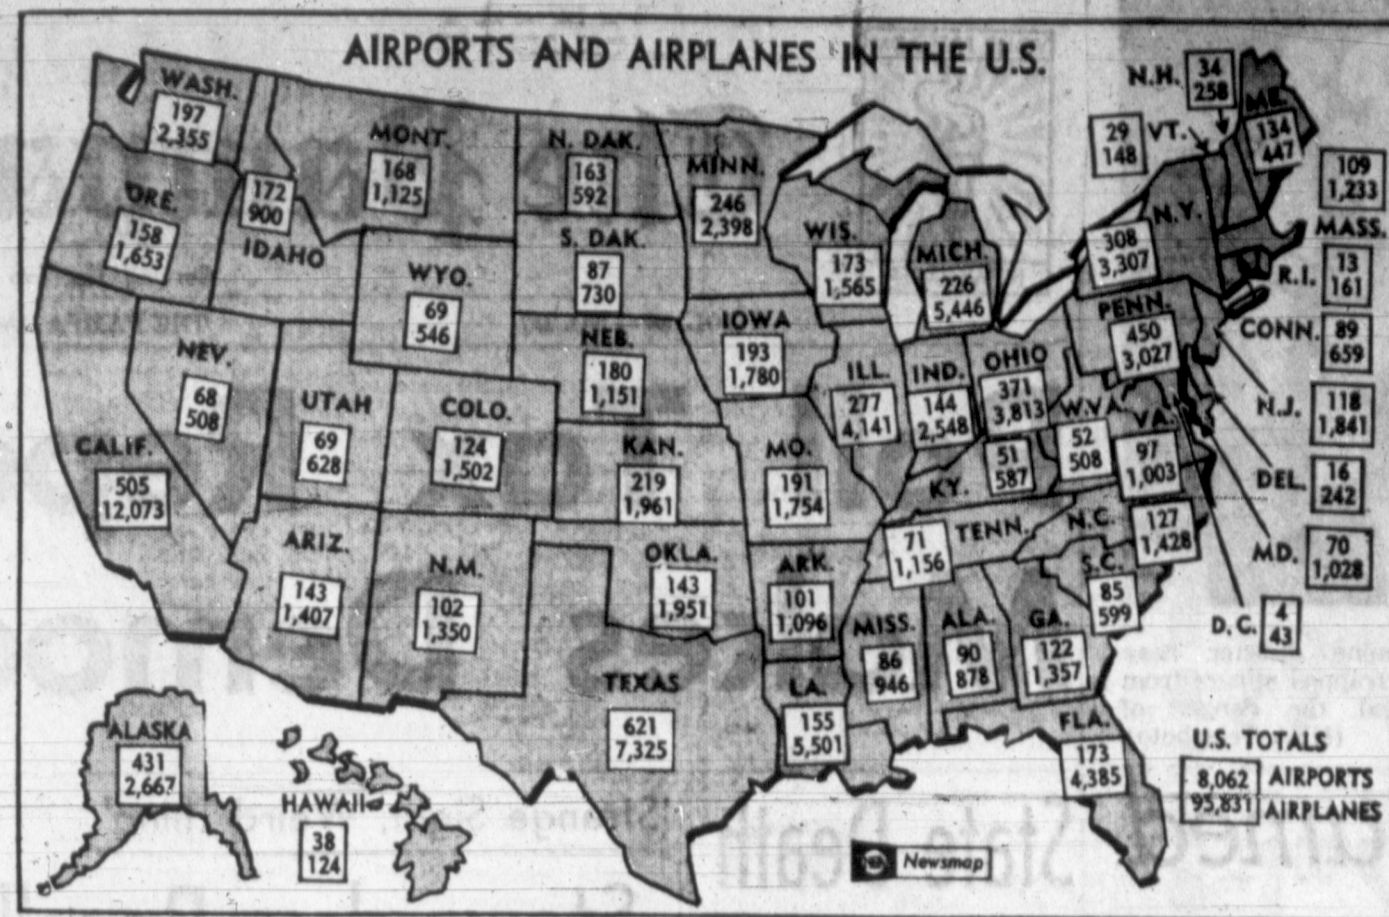 AIRPORTS AND AIRPLANES IN THE U.S.
WASH.
197
2,355
ORE.
158
1,653
172
900
IDAHO
MONT.
168
1,125
N. DAK.
163
592
MINN.
246
2,398
S. DAK.
87
730
WYO.
69
546
WIS.
173
1,565
MICH.
226
5,446
N.H.
34
258
ME.
134
447
29
148
VT.
N.Y.
308
3,307
109
1,233
MASS.
R.I.
13
161
CONN.
89
659
N.J.
118
1,841
DEL.
16
242
MD.
70
1,028
D.C.
4
43
PENN.
450
3,027
NEB.
180
1,151
IOWA
193
1,780
ILL.
277
4,141
IND.
144
2,548
OHIO
371
3,813
W.VA.
52
508
VA.
97
1,003
NEV.
68
508
UTAH
69
628
COLO.
124
1,502
KAN.
219
1,961
MO.
191
1,754
KY.
51
587
CALIF.
505
12,073
ARIZ.
143
1,407
N.M.
102
1,350
OKLA.
143
1,951
ARK.
101
1,096
71
1,156
TENN.
N.C.
127
1,428
S.C.
85
599
MISS.
86
946
ALA.
90
878
GA.
122
1,357
TEXAS
621
7,325
LA.
155
5,501
FLA.
173
4,385
ALASKA
431
2,667
HAWAII
38
124
U.S. TOTALS
8,062 AIRPORTS
95,831 AIRPLANES
NEA Newsmap